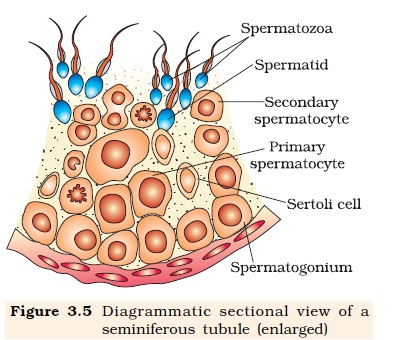 Spermatozoa
Spermatid
Secondary
spermatocyte
Primary
spermatocyte
Sertoli cell
Spermatogonium
Figure 3.5 Diagrammatic sectional view of a
seminiferous tubule (enlarged)